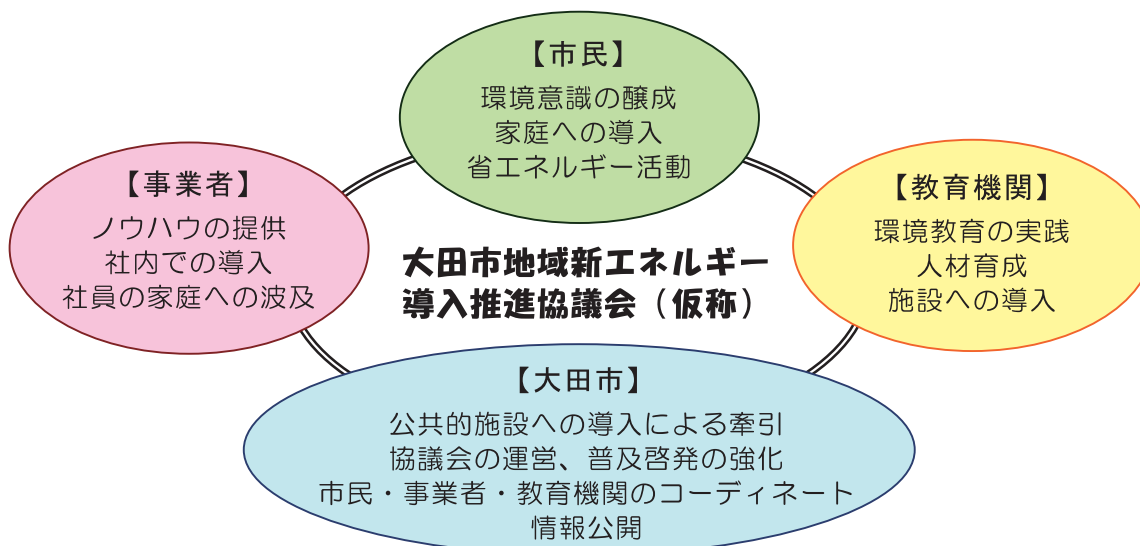 【市民】
環境意識の醸成
家庭への導入
省エネルギー活動
【事業者】
ノウハウの提供
社内での導入
社員の家庭への波及
【教育機関】
環境教育の実践
人材育成
施設への導入
大田市地域新エネルギー
導入推進協議会（仮称）
【大田市】
公共的施設への導入による牽引
協議会の運営、普及啓発の強化
市民・事業者・教育機関のコーディネート
情報公開